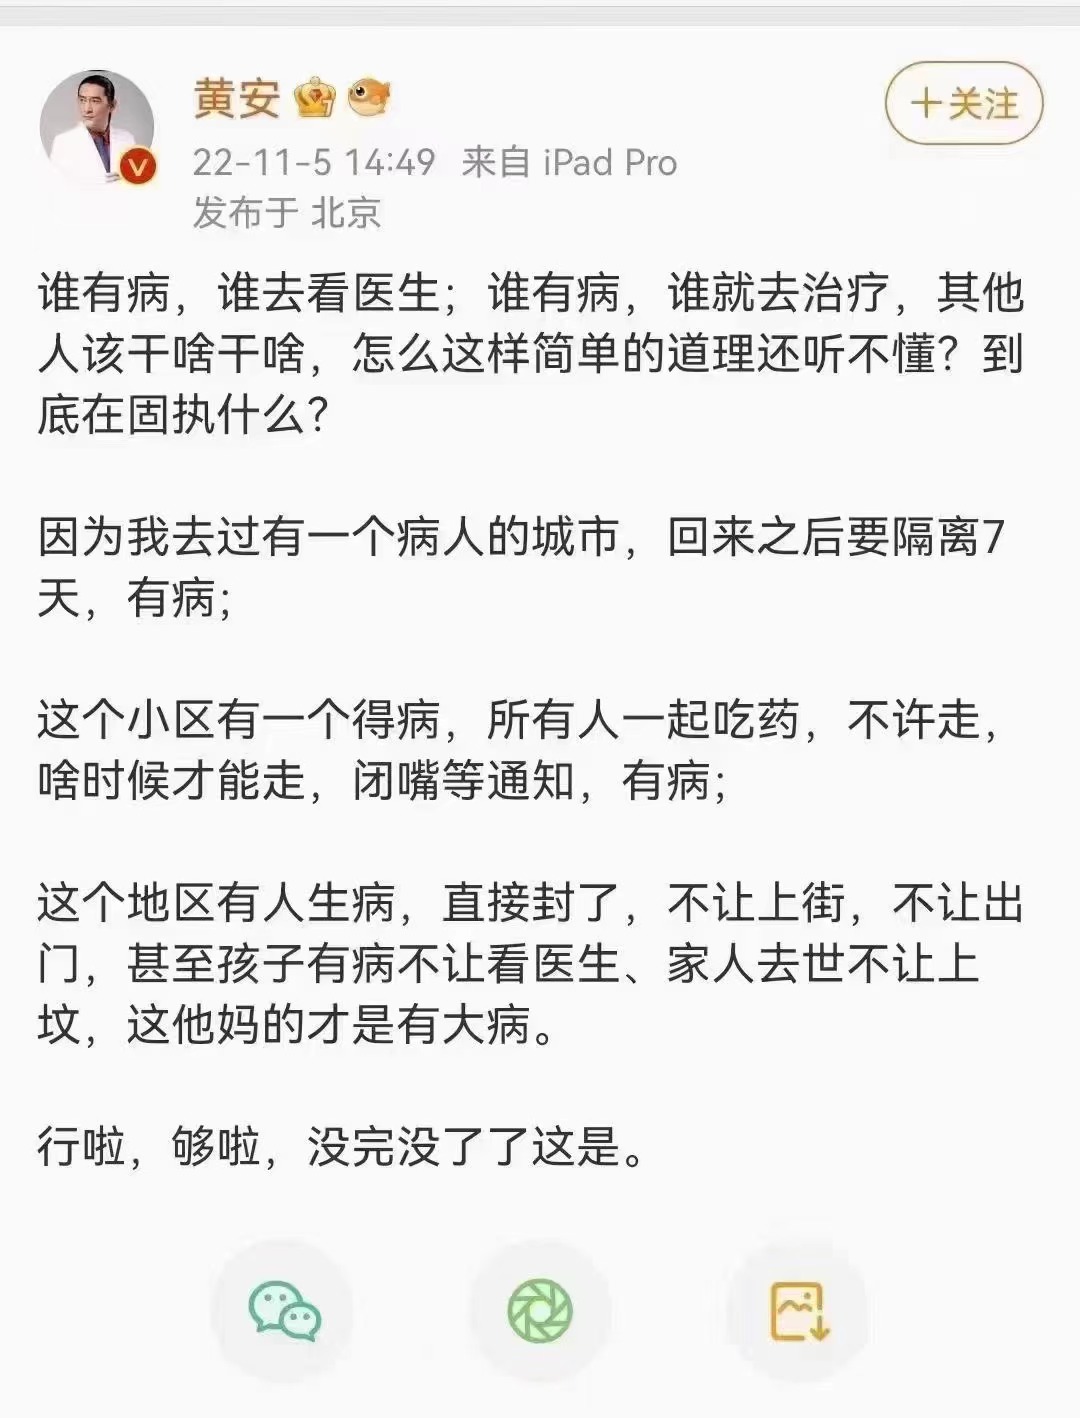 黄安
+关注
22-11-5 14:49 来自 iPad Pro
发布于 北京
谁有病，谁去看医生；谁有病，谁就去治疗，其他
人该干啥干啥，怎么这样简单的道理还听不懂？到
底在固执什么？
因为我去过有一个病人的城市，回来之后要隔离7
天，有病；
这个小区有一个得病，所有人一起吃药，不许走，
啥时候才能走，闭嘴等通知，有病；
这个地区有人生病，直接封了，不让上街，不让出
门，甚至孩子有病不让看医生、家人去世不让上
坟，这他妈的才是有大病。
行啦，够啦，没完没了了这是。